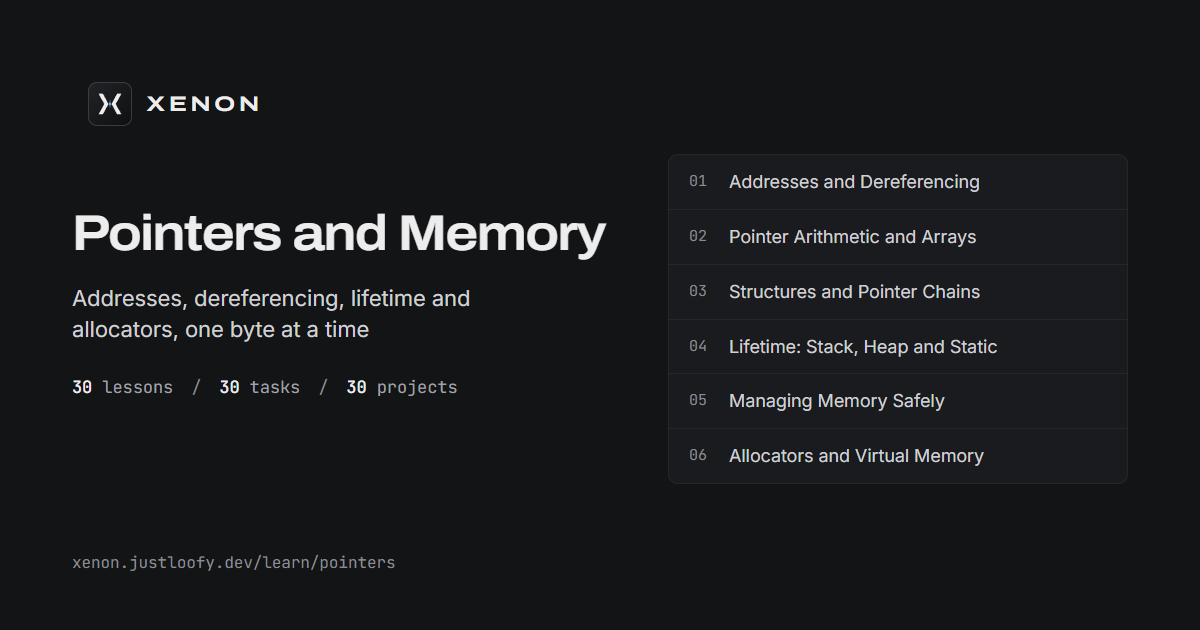 XENON
Pointers and Memory
Addresses, dereferencing, lifetime and
allocators, one byte at a time
30 lessons / 30 tasks / 30 projects
01 Addresses and Dereferencing
02 Pointer Arithmetic and Arrays
03 Structures and Pointer Chains
04 Lifetime: Stack, Heap and Static
05 Managing Memory Safely
06 Allocators and Virtual Memory
xenon.justloofy.dev/learn/pointers